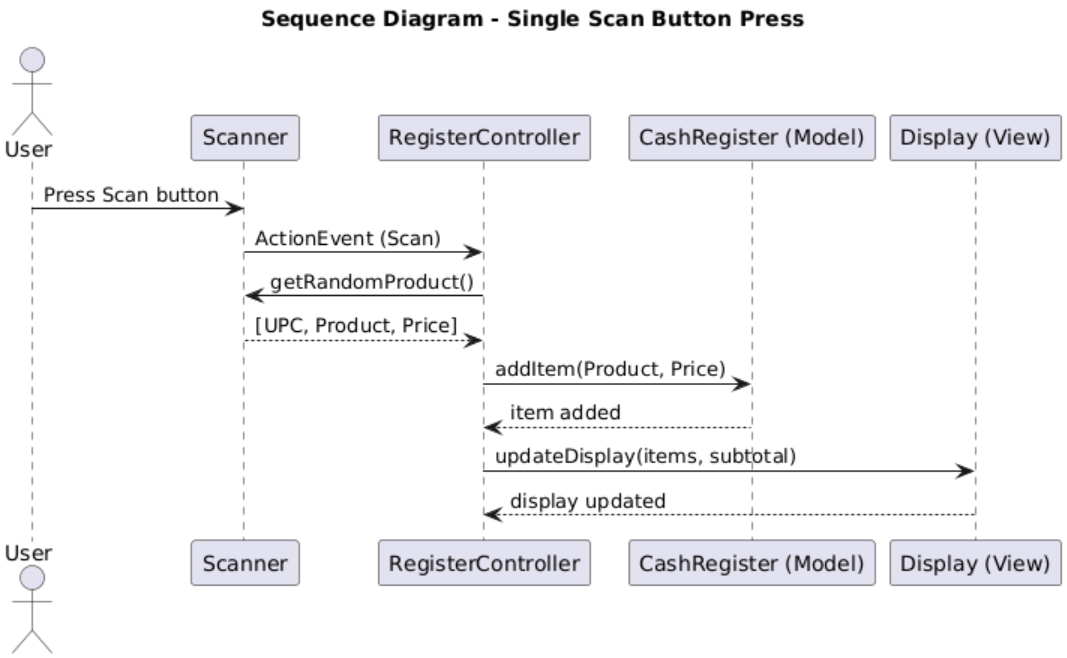 Sequence Diagram - Single Scan Button Press
User
Scanner
RegisterController
CashRegister (Model)
Display (View)
Press Scan button
ActionEvent (Scan)
getRandomProduct()
[UPC, Product, Price]
addItem(Product, Price)
item added
updateDisplay(items, subtotal)
display updated
User
Scanner
RegisterController
CashRegister (Model)
Display (View)